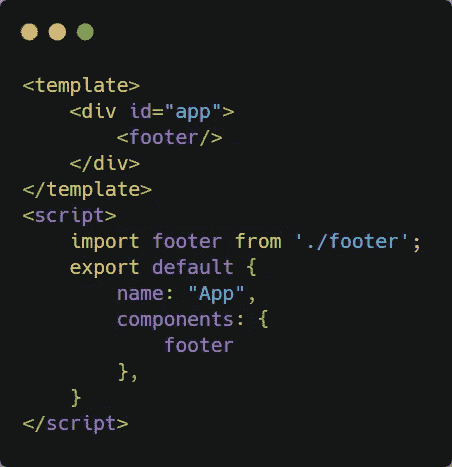 <template>
    <div id="app">
        <footer/>
    </div>
</template>
<script>
    import footer from './footer';
    export default {
        name: "App",
        components: {
            footer
        },
    }
</script>